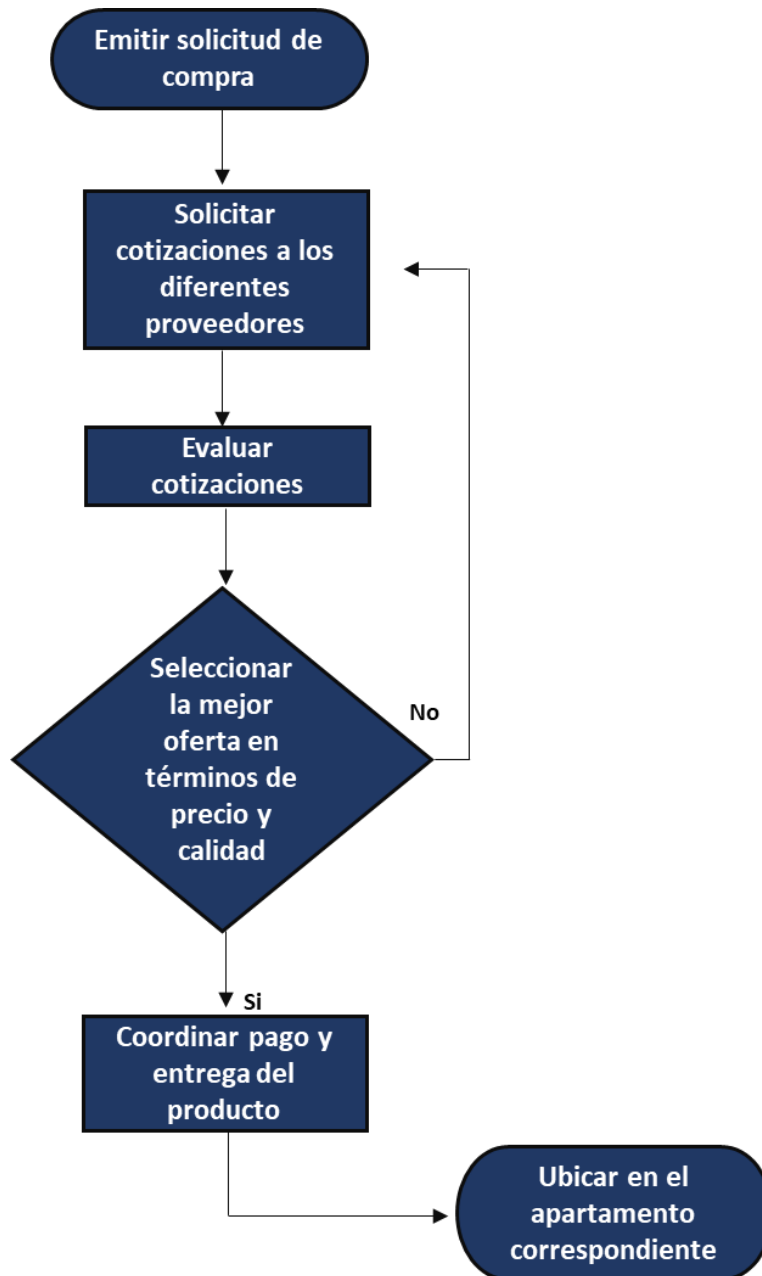 Emitir solicitud de
compra
Solicitar
cotizaciones a los
diferentes
proveedores
Evaluar
cotizaciones
Seleccionar
la mejor
oferta en
términos de
precio y
calidad
No
Si
Coordinar pago y
entrega del
producto
Ubicar en el
apartamento
correspondiente